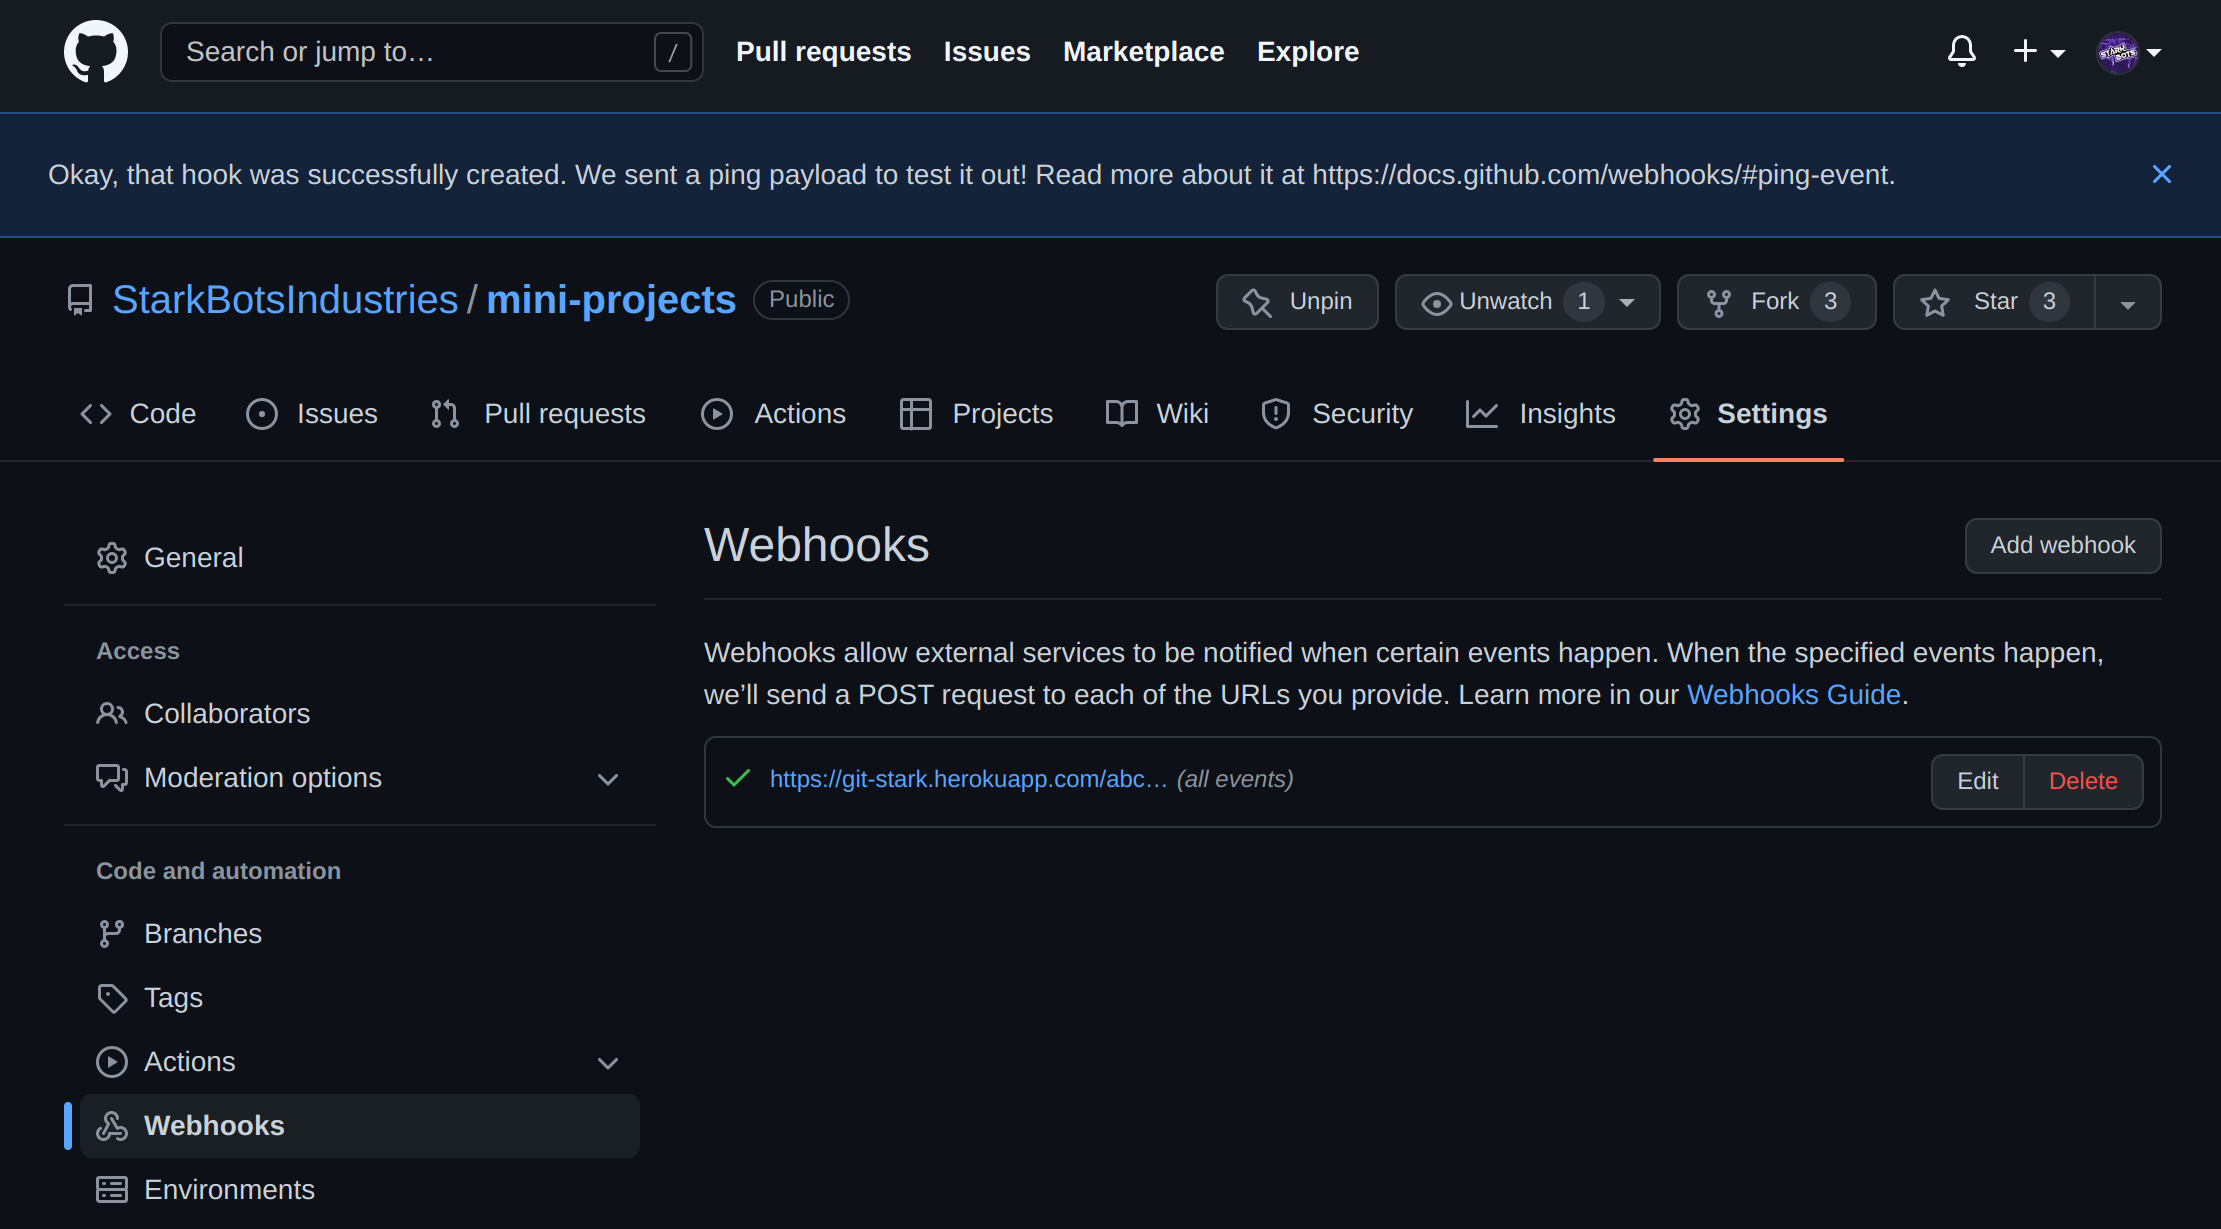 Search or jump to…
/
Pull requests
Issues
Marketplace
Explore
STARK BOTS
Okay, that hook was successfully created. We sent a ping payload to test it out! Read more about it at https://docs.github.com/webhooks/#ping-event.
StarkBotsIndustries / mini-projects
Public
Unpin
Unwatch 1
Fork 3
Star 3
Code
Issues
Pull requests
Actions
Projects
Wiki
Security
Insights
Settings
General
Access
Collaborators
Moderation options
Code and automation
Branches
Tags
Actions
Webhooks
Environments
Webhooks
Add webhook
Webhooks allow external services to be notified when certain events happen. When the specified events happen,
we’ll send a POST request to each of the URLs you provide. Learn more in our Webhooks Guide.
https://git-stark.herokuapp.com/abc… (all events)
Edit
Delete